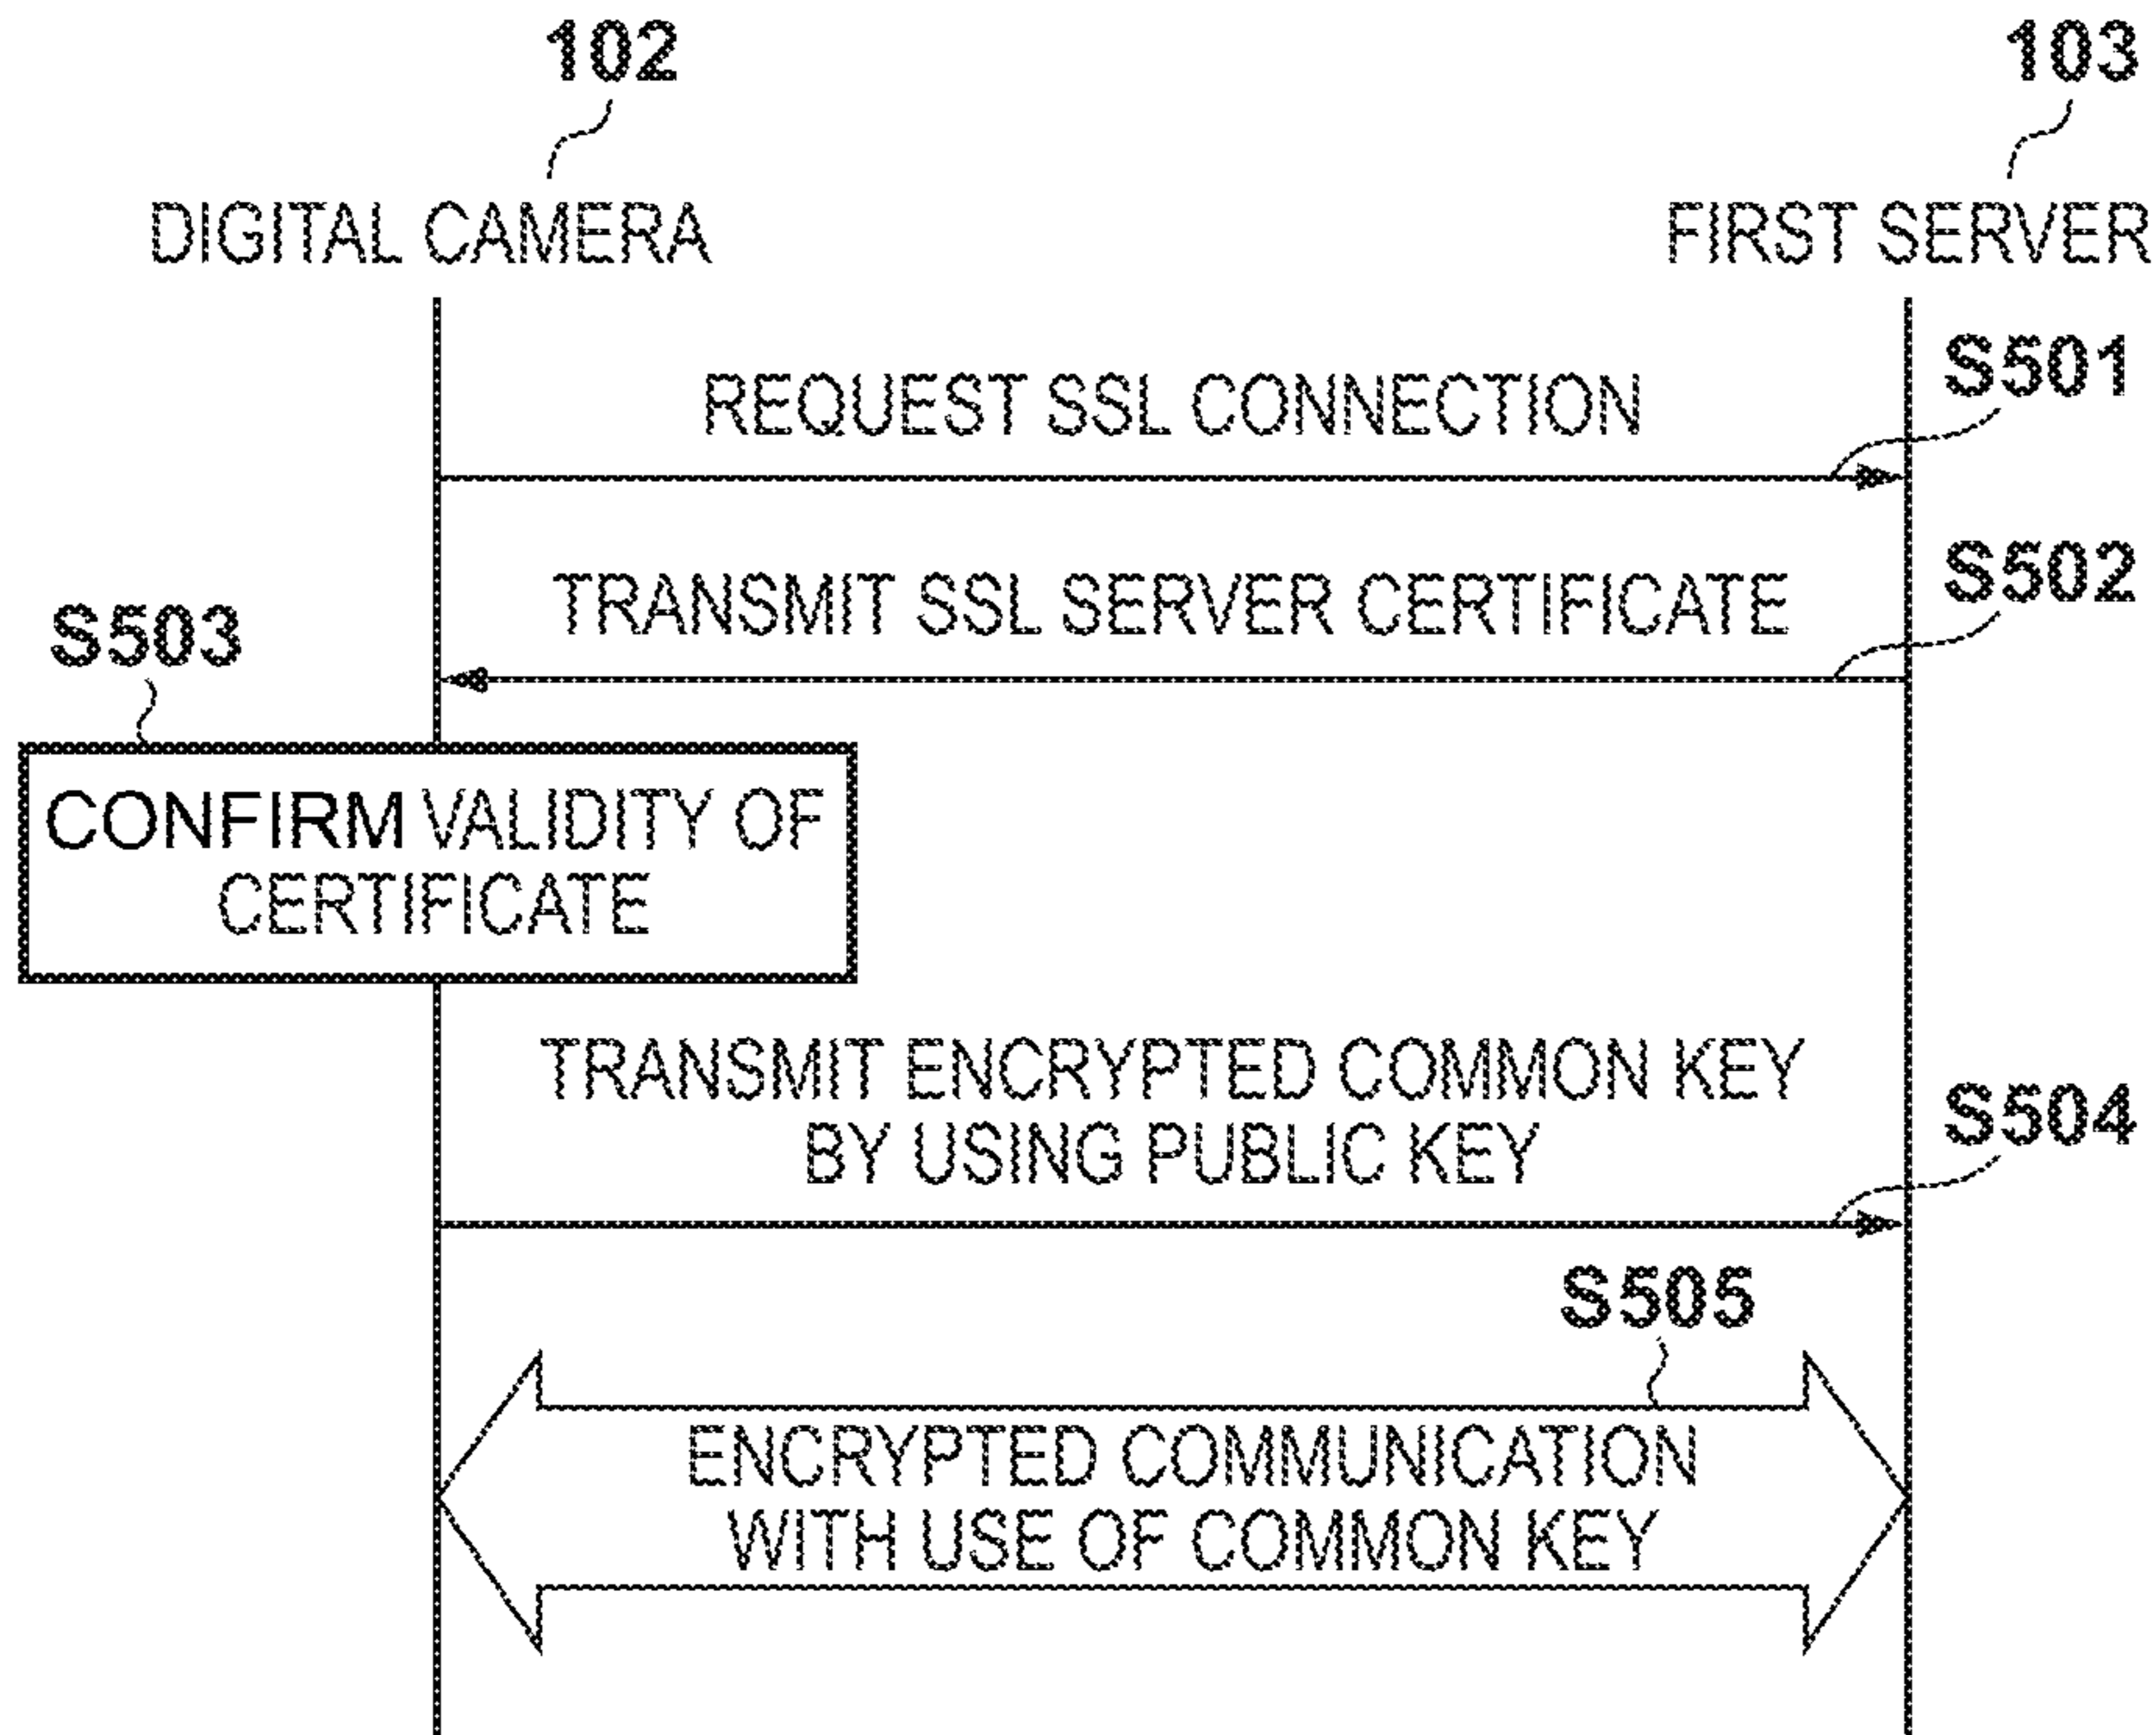 102
103
DIGITAL CAMERA
FIRST SERVER
S501
REQUEST SSL CONNECTION
S502
TRANSMIT SSL SERVER CERTIFICATE
S503
CONFIRM VALIDITY OF
CERTIFICATE
TRANSMIT ENCRYPTED COMMON KEY
BY USING PUBLIC KEY
S504
S505
ENCRYPTED COMMUNICATION
WITH USE OF COMMON KEY